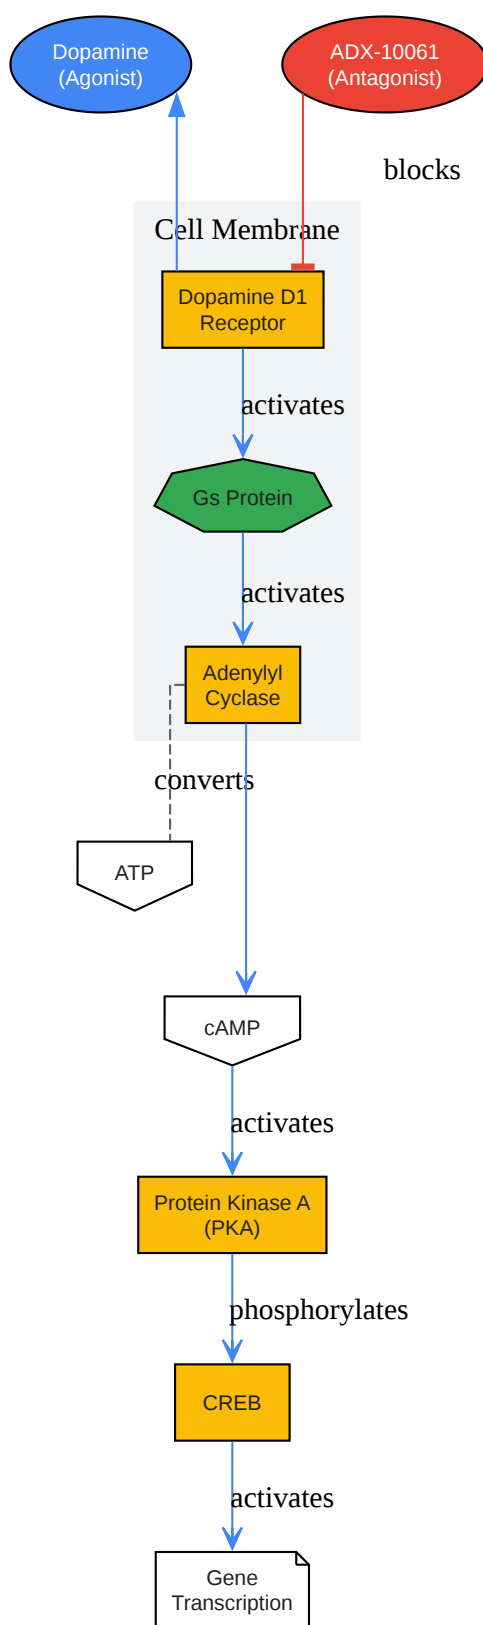 Dopamine
(Agonist)
ADX-10061
(Antagonist)
blocks
Cell Membrane
Dopamine D1
Receptor
activates
Gs Protein
activates
Adenylyl
Cyclase
converts
ATP
cAMP
activates
Protein Kinase A
(PKA)
phosphorylates
CREB
activates
Gene
Transcription